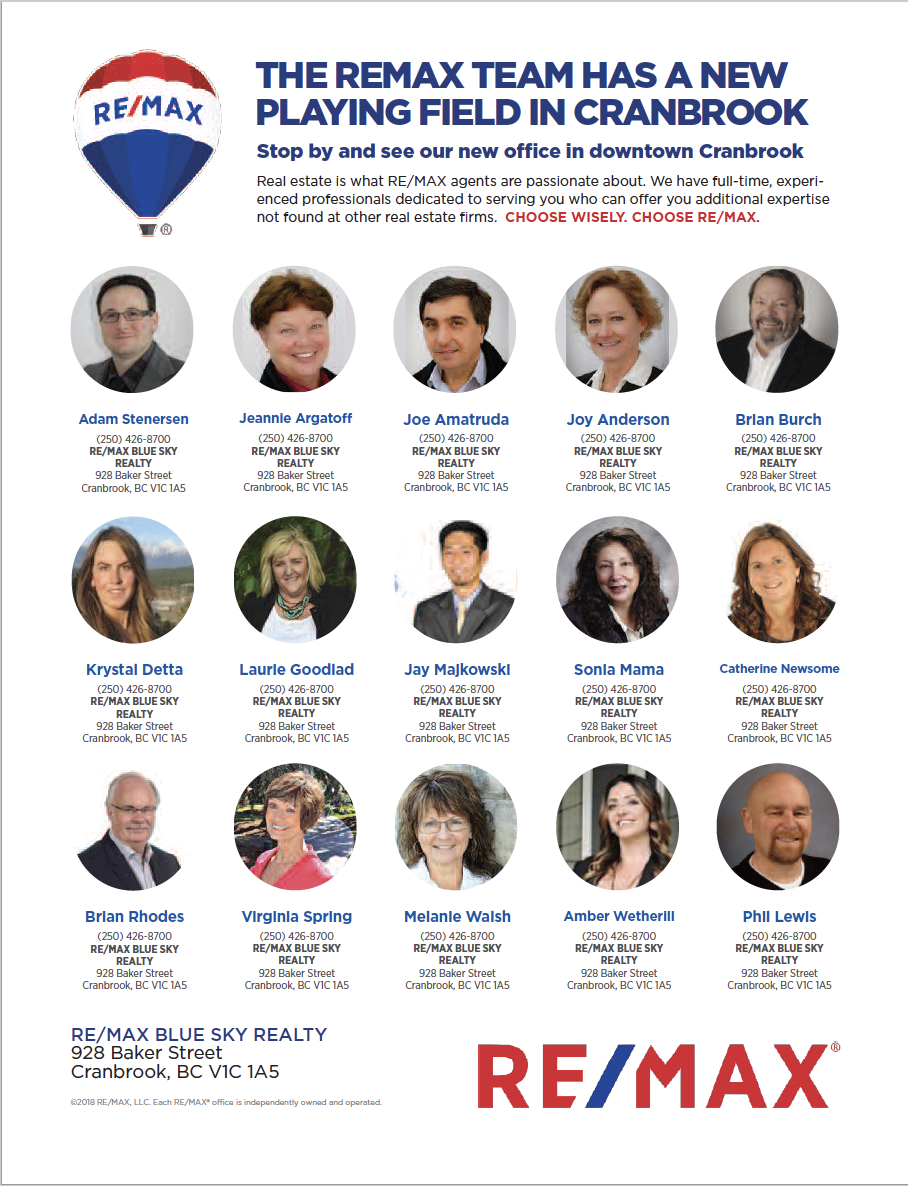 RE/MAX
®
THE REMAX TEAM HAS A NEW
PLAYING FIELD IN CRANBROOK
Stop by and see our new office in downtown Cranbrook
Real estate is what RE/MAX agents are passionate about. We have full-time, experi-
enced professionals dedicated to serving you who can offer you additional expertise
not found at other real estate firms. CHOOSE WISELY. CHOOSE RE/MAX.
Adam Stenersen
(250) 426-8700
RE/MAX BLUE SKY
REALTY
928 Baker Street
Cranbrook, BC V1C 1A5
Jeannie Argatoff
(250) 426-8700
RE/MAX BLUE SKY
REALTY
928 Baker Street
Cranbrook, BC V1C 1A5
Joe Amatruda
(250) 426-8700
RE/MAX BLUE SKY
REALTY
928 Baker Street
Cranbrook, BC V1C 1A5
Joy Anderson
(250) 426-8700
RE/MAX BLUE SKY
REALTY
928 Baker Street
Cranbrook, BC V1C 1A5
Brian Burch
(250) 426-8700
RE/MAX BLUE SKY
REALTY
928 Baker Street
Cranbrook, BC V1C 1A5
Krystal Detta
(250) 426-8700
RE/MAX BLUE SKY
REALTY
928 Baker Street
Cranbrook, BC V1C 1A5
Laurie Goodlad
(250) 426-8700
RE/MAX BLUE SKY
REALTY
928 Baker Street
Cranbrook, BC V1C 1A5
Jay Majkowski
(250) 426-8700
RE/MAX BLUE SKY
REALTY
928 Baker Street
Cranbrook, BC V1C 1A5
Sonia Mama
(250) 426-8700
RE/MAX BLUE SKY
REALTY
928 Baker Street
Cranbrook, BC V1C 1A5
Catherine Newsome
(250) 426-8700
RE/MAX BLUE SKY
REALTY
928 Baker Street
Cranbrook, BC V1C 1A5
Brian Rhodes
(250) 426-8700
RE/MAX BLUE SKY
REALTY
928 Baker Street
Cranbrook, BC V1C 1A5
Virginia Spring
(250) 426-8700
RE/MAX BLUE SKY
REALTY
928 Baker Street
Cranbrook, BC V1C 1A5
Melanie Walsh
(250) 426-8700
RE/MAX BLUE SKY
REALTY
928 Baker Street
Cranbrook, BC V1C 1A5
Amber Wetherill
(250) 426-8700
RE/MAX BLUE SKY
REALTY
928 Baker Street
Cranbrook, BC V1C 1A5
Phil Lewis
(250) 426-8700
RE/MAX BLUE SKY
REALTY
928 Baker Street
Cranbrook, BC V1C 1A5
RE/MAX BLUE SKY REALTY
928 Baker Street
Cranbrook, BC V1C 1A5
©2018 RE/MAX, LLC. Each RE/MAX® office is independently owned and operated.
RE/MAX®